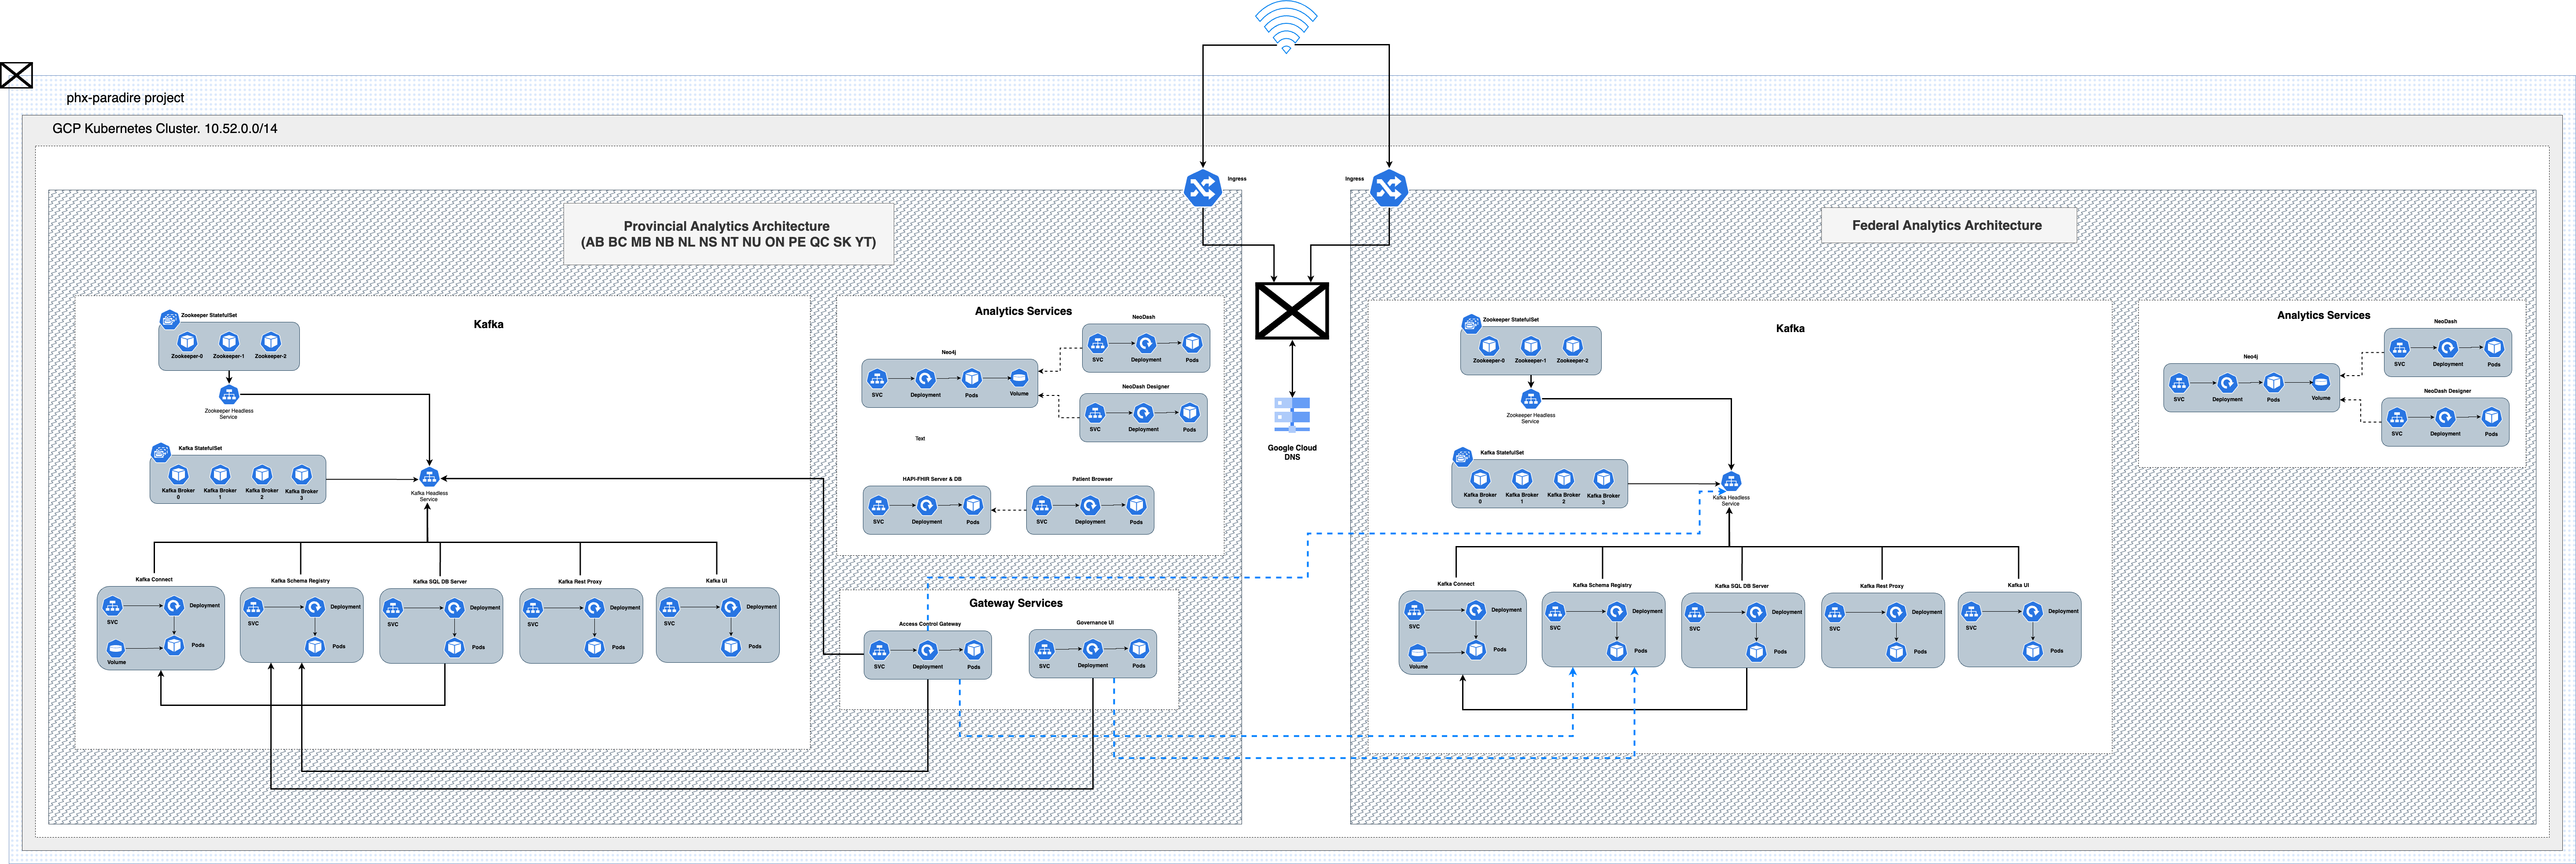 phx-paradire project
GCP Kubernetes Cluster. 10.52.0.0/14
Ingress
Ingress
Provincial Analytics Architecture
(AB BC MB NB NL NS NT NU ON PE QC SK YT)
Kafka
Zookeeper StatefulSet
Zookeeper-0
Zookeeper-1
Zookeeper-2
Zookeeper Headless
Service
Kafka StatefulSet
Kafka Broker
0
Kafka Broker
1
Kafka Broker
2
Kafka Broker
3
Kafka Headless
Service
Kafka Connect
SVC
Deployment
Volume
Pods
Kafka Schema Registry
SVC
Deployment
Pods
Kafka SQL DB Server
SVC
Deployment
Pods
Kafka Rest Proxy
SVC
Deployment
Pods
Kafka UI
SVC
Deployment
Pods
Analytics Services
NeoDash
SVC
Deployment
Pods
Neo4j
SVC
Deployment
Pods
Volume
NeoDash Designer
SVC
Deployment
Pods
Text
HAPI-FHIR Server & DB
SVC
Deployment
Pods
Patient Browser
SVC
Deployment
Pods
Gateway Services
Access Control Gateway
SVC
Deployment
Pods
Governance UI
SVC
Deployment
Pods
Google Cloud
DNS
Federal Analytics Architecture
Kafka
Zookeeper StatefulSet
Zookeeper-0
Zookeeper-1
Zookeeper-2
Zookeeper Headless
Service
Kafka StatefulSet
Kafka Broker
0
Kafka Broker
1
Kafka Broker
2
Kafka Broker
3
Kafka Headless
Service
Kafka Connect
SVC
Deployment
Volume
Pods
Kafka Schema Registry
SVC
Deployment
Pods
Kafka SQL DB Server
SVC
Deployment
Pods
Kafka Rest Proxy
SVC
Deployment
Pods
Kafka UI
SVC
Deployment
Pods
Analytics Services
NeoDash
SVC
Deployment
Pods
Neo4j
SVC
Deployment
Pods
Volume
NeoDash Designer
SVC
Deployment
Pods